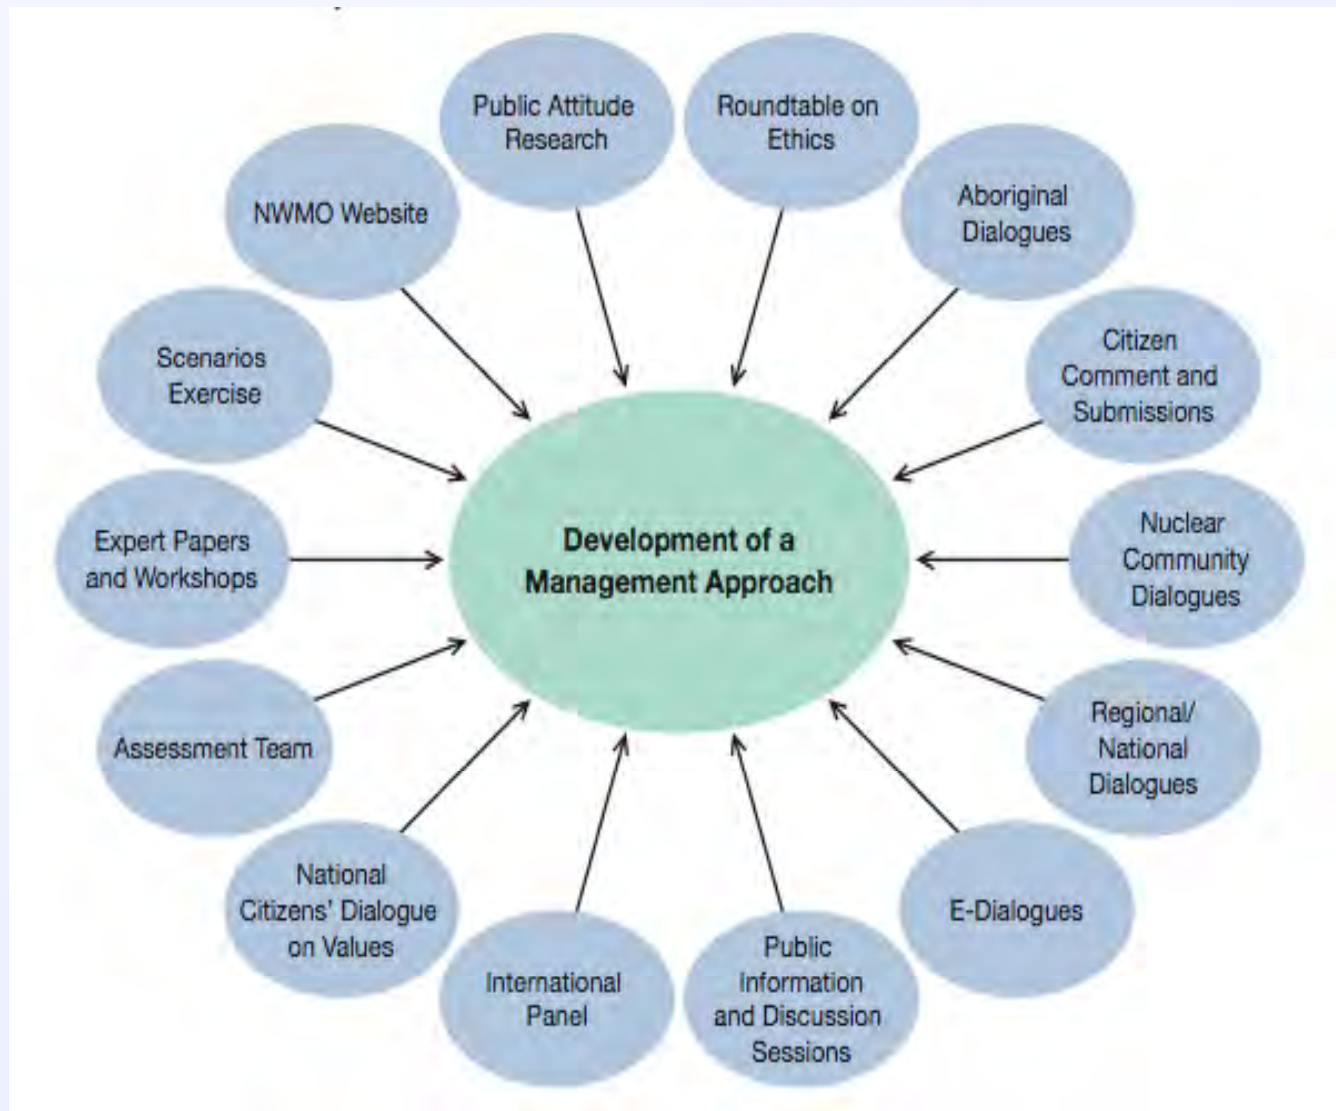 Public Attitude
Research
Roundtable on
Ethics
Aboriginal
Dialogues
Citizen
Comment and
Submissions
Nuclear
Community
Dialogues
Regional/
National
Dialogues
E-Dialogues
Public
Information
and Discussion
Sessions
International
Panel
National
Citizens’ Dialogue
on Values
Assessment Team
Expert Papers
and Workshops
Scenarios
Exercise
NWMO Website
Development of a
Management Approach